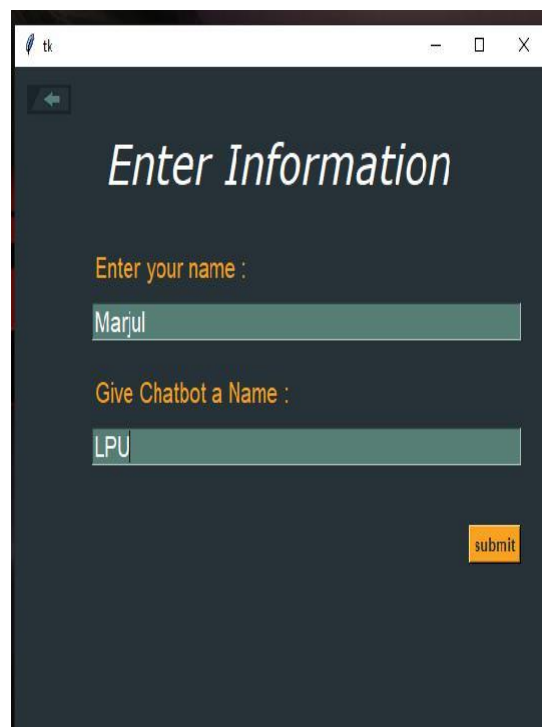 tk
Enter Information
Enter your name :
Marjul
Give Chatbot a Name :
LPU
submit